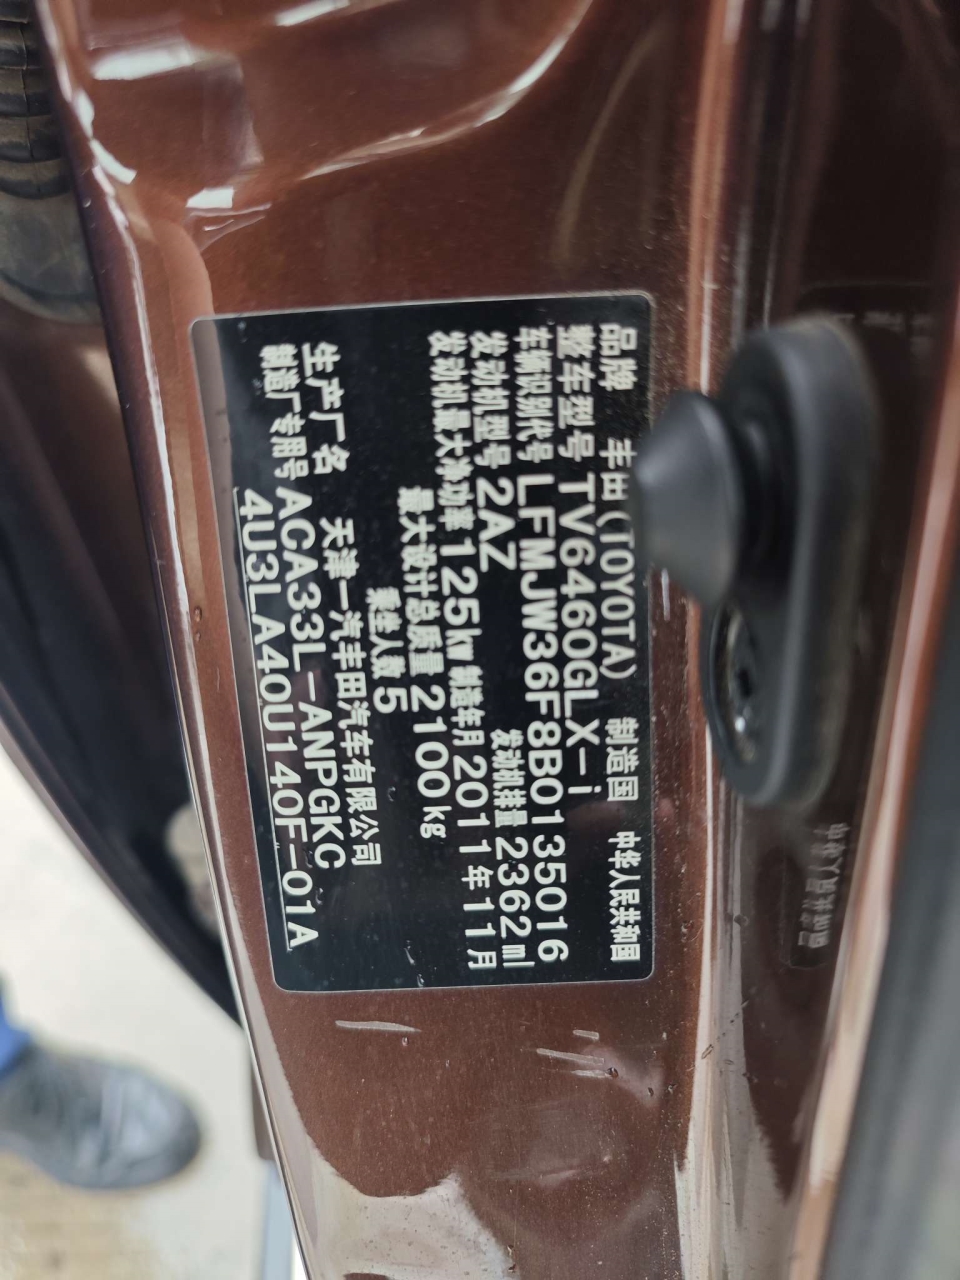 品牌 丰田(TOYOTA) 制造国 中华人民共和国
整车型号 TV6460GLX-i
车辆识别代号 LFMJW36F8B0135016
发动机型号 2AZ 发动机排量 2362ml
发动机最大净功率 125kw 制造年月 2011年11月
最大设计总质量 2100kg
乘坐人数 5
生产厂名 天津一汽丰田汽车有限公司
制造厂专用号 ACA33L-ANPGKC
4U3LA40U140F-01A